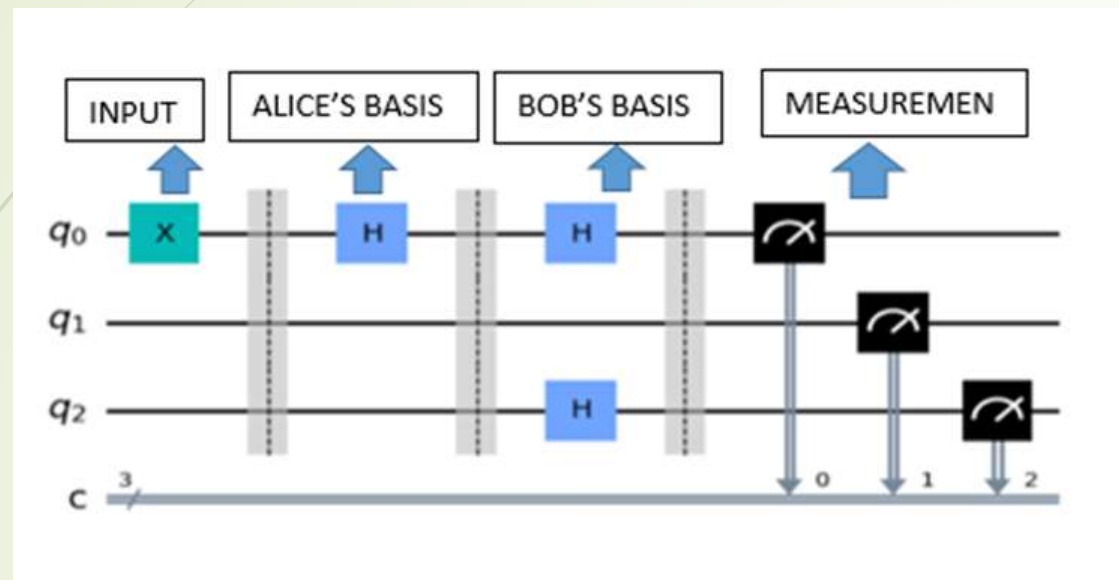 INPUT
ALICE'S BASIS
BOB'S BASIS
MEASUREMEN
q0
X
H
H
q1
q2
H
c
3
0
1
2